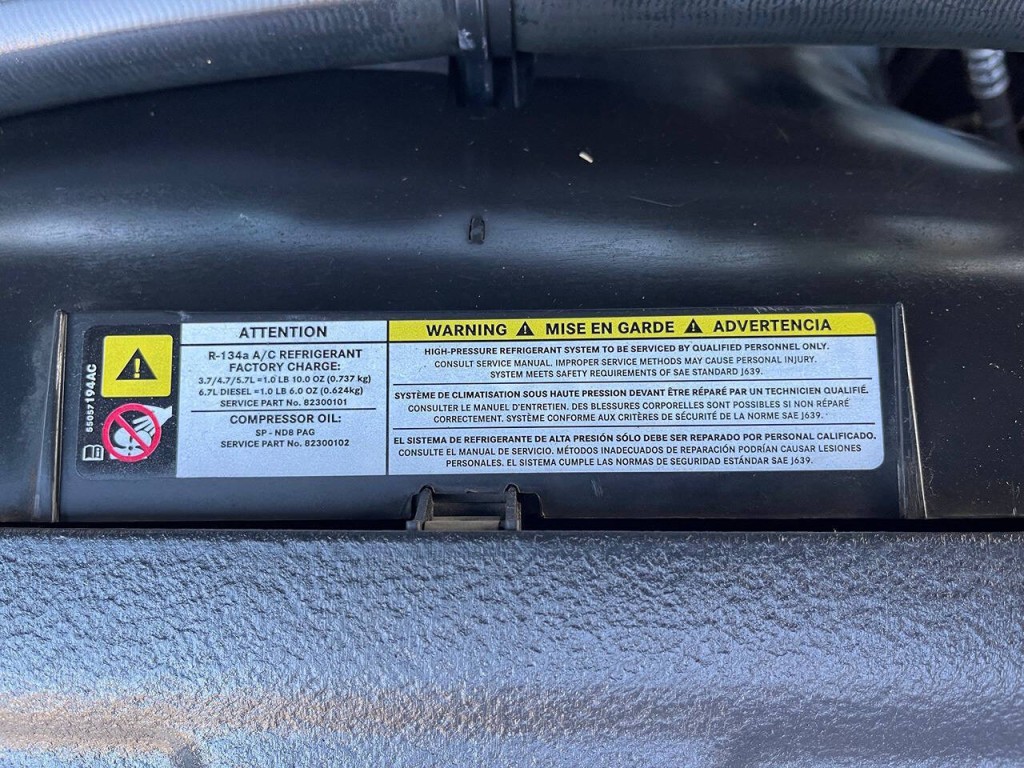 55057194AC
ATTENTION
R-134a A/C REFRIGERANT
FACTORY CHARGE:
3.7/4.7/5.7L =1.0 LB 10.0 OZ (0.737 kg)
6.7L DIESEL =1.0 LB 6.0 OZ (0.624kg)
SERVICE PART No. 82300101
COMPRESSOR OIL:
SP - ND8 PAG
SERVICE PART No. 82300102
WARNING MISE EN GARDE ADVERTENCIA
HIGH-PRESSURE REFRIGERANT SYSTEM TO BE SERVICED BY QUALIFIED PERSONNEL ONLY.
CONSULT SERVICE MANUAL. IMPROPER SERVICE METHODS MAY CAUSE PERSONAL INJURY.
SYSTEM MEETS SAFETY REQUIREMENTS OF SAE STANDARD J639.
SYSTÈME DE CLIMATISATION SOUS HAUTE PRESSION DEVANT ÊTRE RÉPARÉ PAR UN TECHNICIEN QUALIFIÉ.
CONSULTER LE MANUEL D'ENTRETIEN. DES BLESSURES CORPORELLES SONT POSSIBLES SI NON RÉPARÉ
CORRECTEMENT. SYSTÈME CONFORME AUX CRITÈRES DE SÉCURITÉ DE LA NORME SAE J639.
EL SISTEMA DE REFRIGERANTE DE ALTA PRESIÓN SÓLO DEBE SER REPARADO POR PERSONAL CALIFICADO.
CONSULTE EL MANUAL DE SERVICIO. MÉTODOS INADECUADOS DE REPARACIÓN PODRÍAN CAUSAR LESIONES
PERSONALES. EL SISTEMA CUMPLE LAS NORMAS DE SEGURIDAD ESTÁNDAR SAE J639.